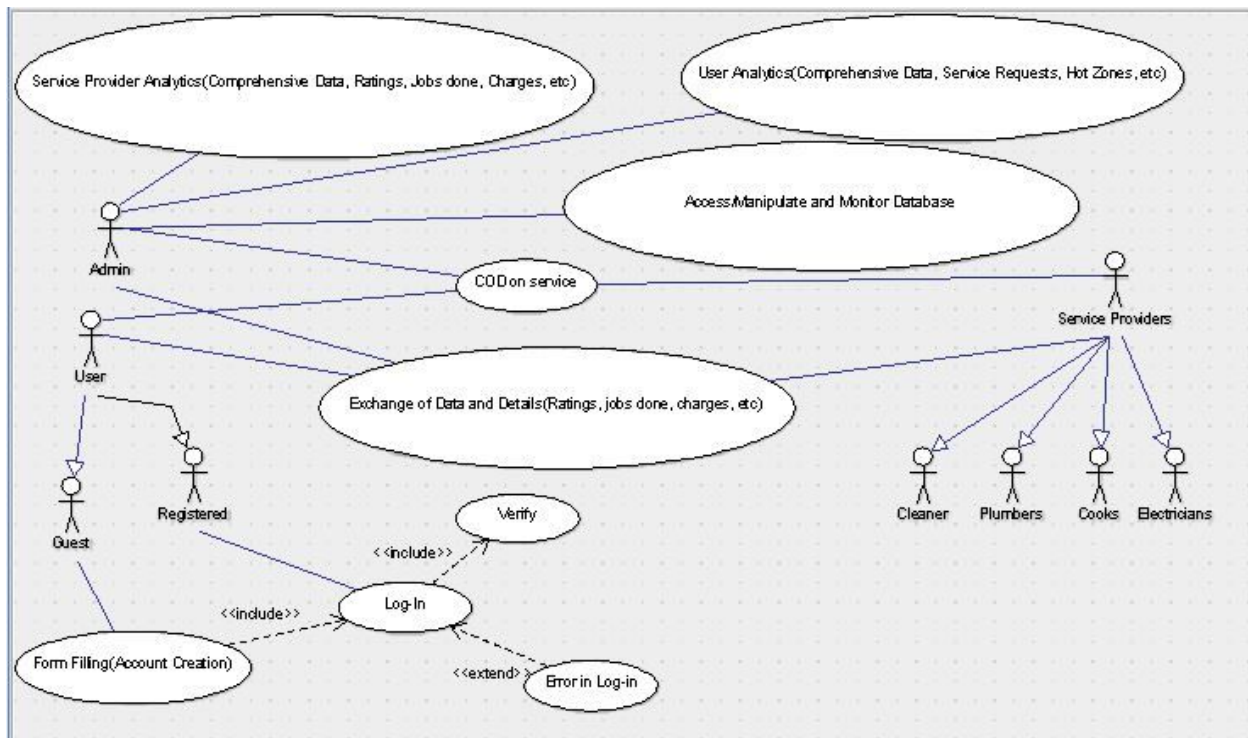 Service Provider Analytics(Comprehensive Data, Ratings, Jobs done, Charges, etc)
User Analytics(Comprehensive Data, Service Requests, Hot Zones, etc)
Access/Manipulate and Monitor Database
Admin
COD on service
Service Providers
User
Exchange of Data and Details(Ratings, jobs done, charges, etc)
Registered
Guest
Cleaner
Plumbers
Cooks
Electricians
Verify
<<include>>
Log-In
<<include>>
Form Filling(Account Creation)
<<extend>>
Error in Log-in